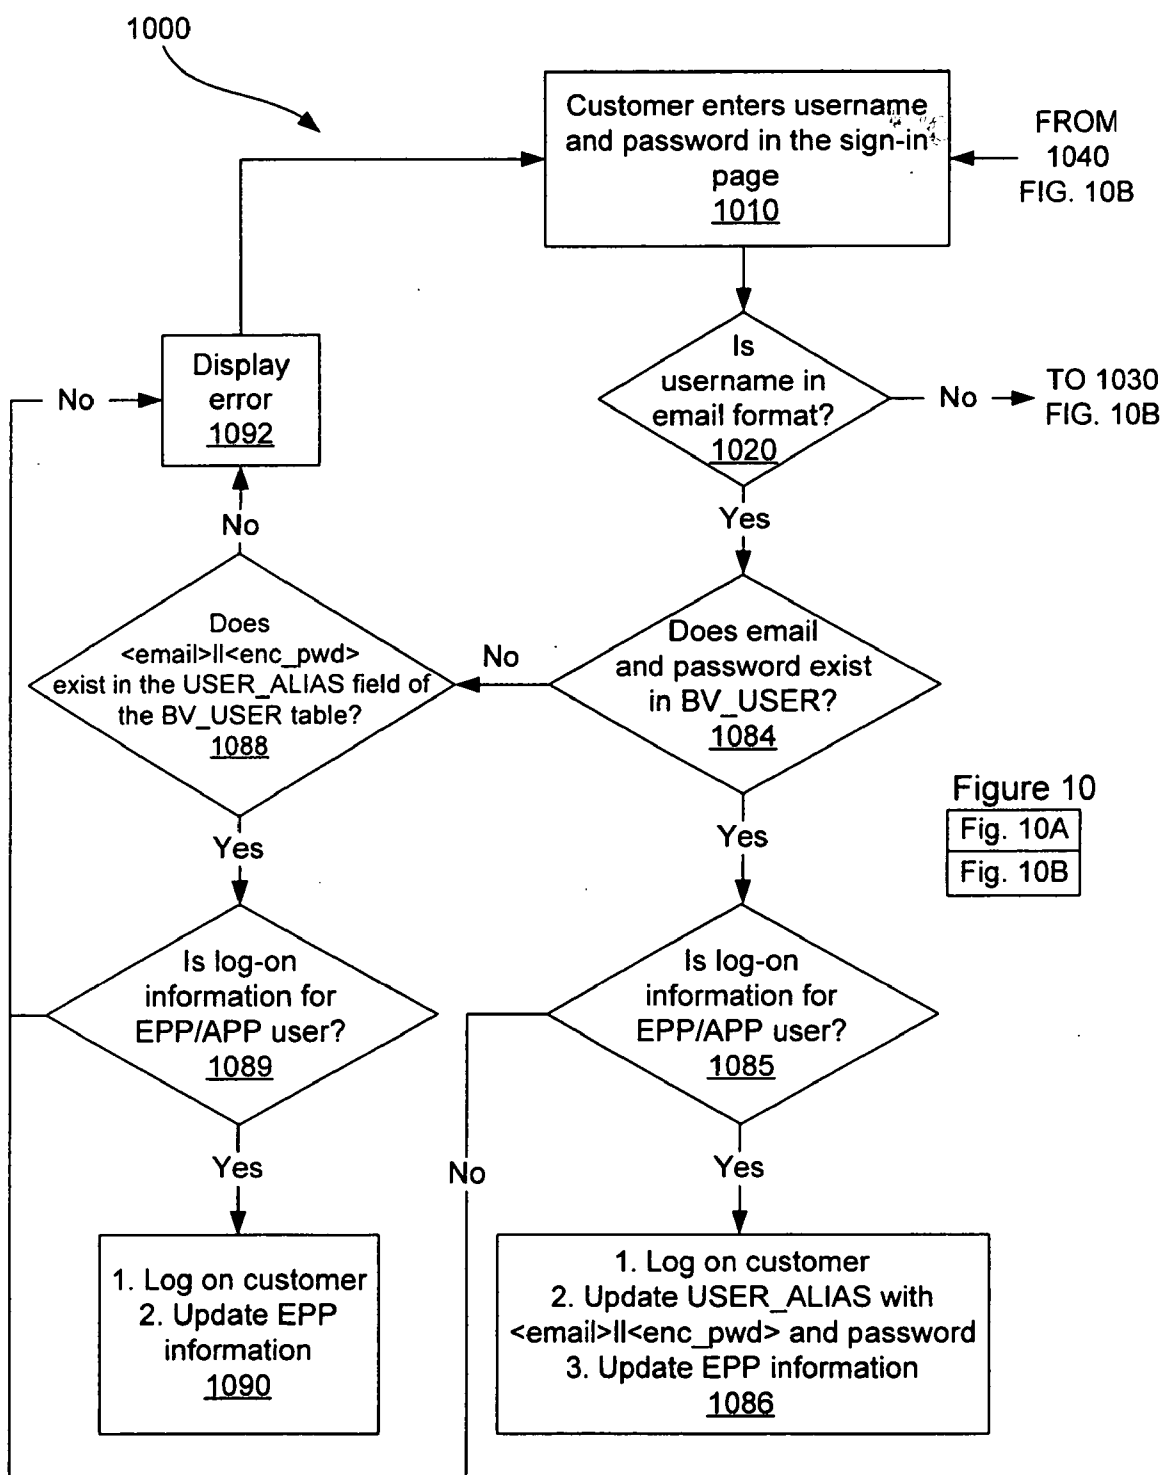 1000
Customer enters username
and password in the sign-in
page
1010
FROM
1040
FIG. 10B
Is
username in
email format?
1020
No
TO 1030
FIG. 10B
Display
error
1092
No
No
Yes
Does
<email>||<enc_pwd>
exist in the USER_ALIAS field of
the BV_USER table?
1088
No
Does email
and password exist
in BV_USER?
1084
Figure 10
Fig. 10A
Fig. 10B
Yes
Yes
Is log-on
information for
EPP/APP user?
1089
Is log-on
information for
EPP/APP user?
1085
Yes
No
Yes
1. Log on customer
2. Update EPP
information
1090
1. Log on customer
2. Update USER_ALIAS with
<email>||<enc_pwd> and password
3. Update EPP information
1086